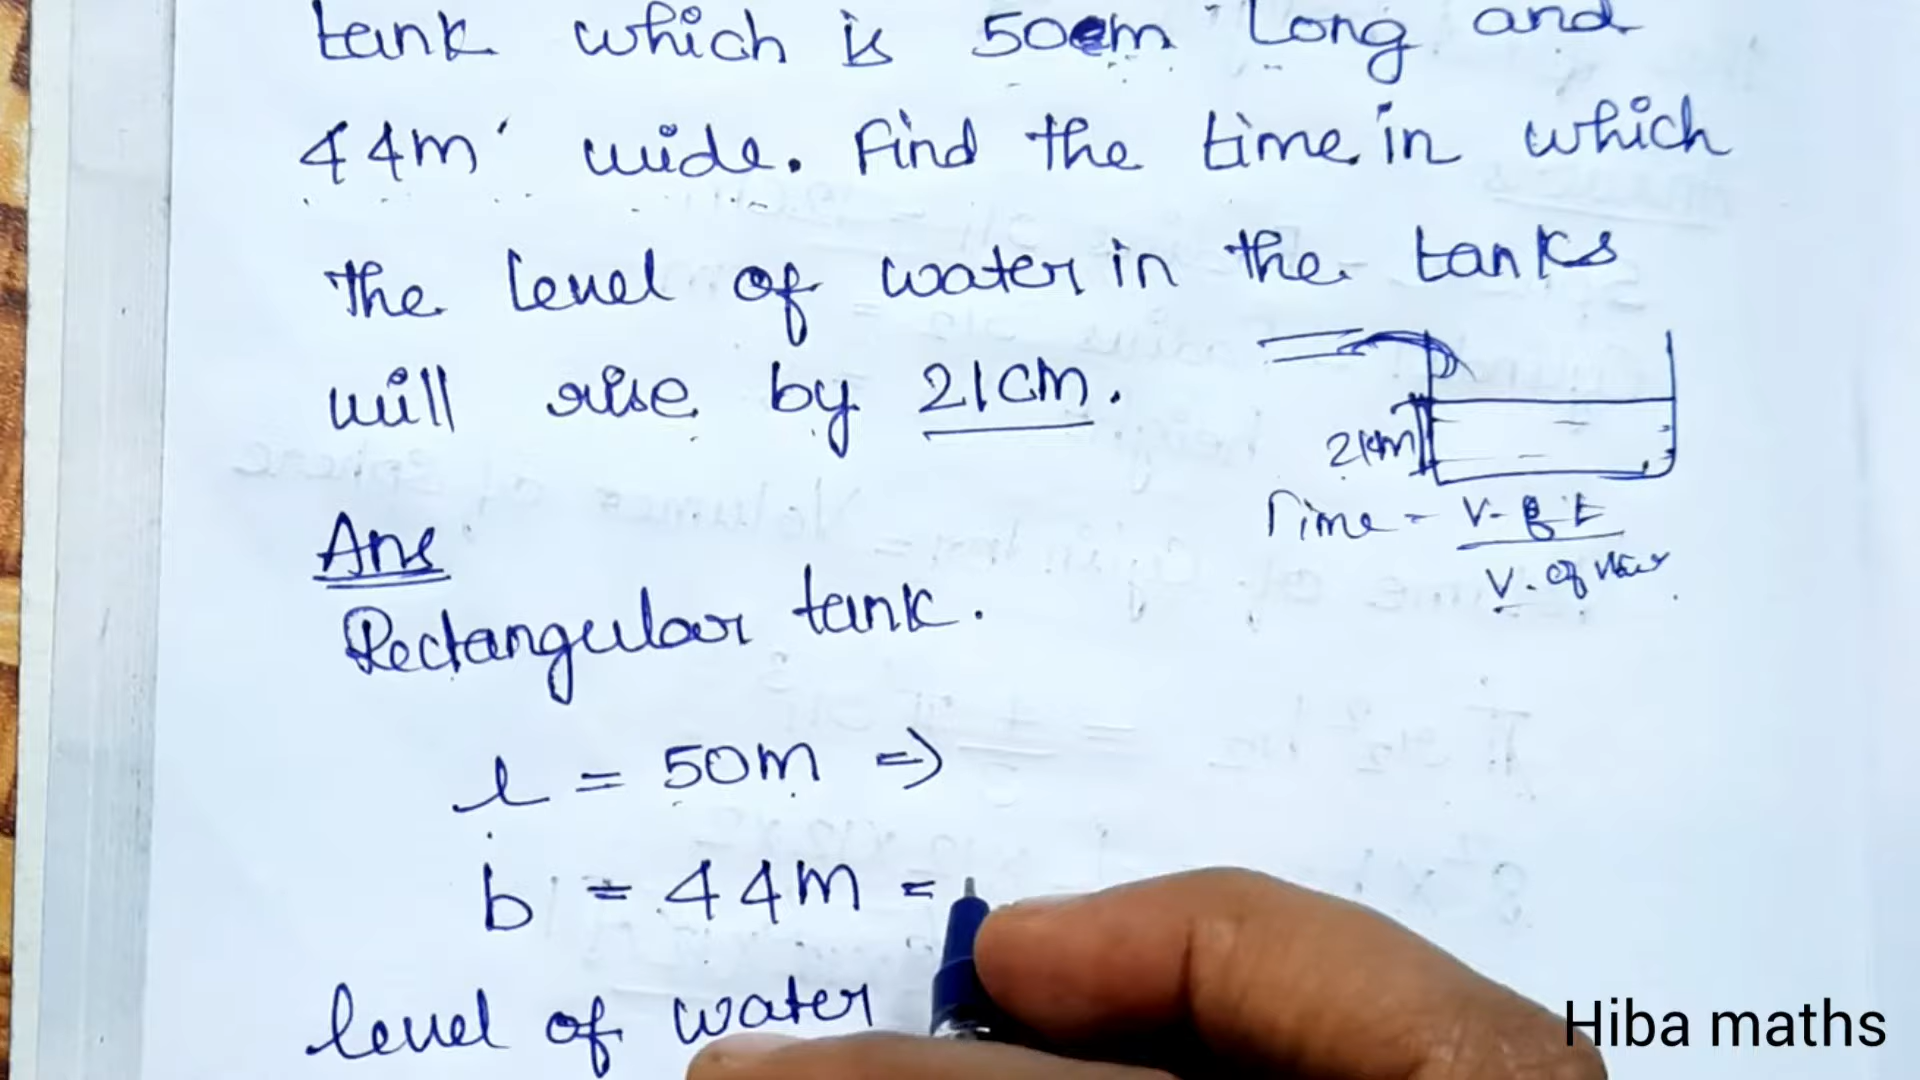 tank which is 50m long and
44m wide. Find the time in which
the level of water in the tanks
will rise by 21cm.
21cm
Time = V. of t
V. of
Ans
Rectangular tank.
l = 50m ⇒
b = 44m =
level of water
Hiba maths